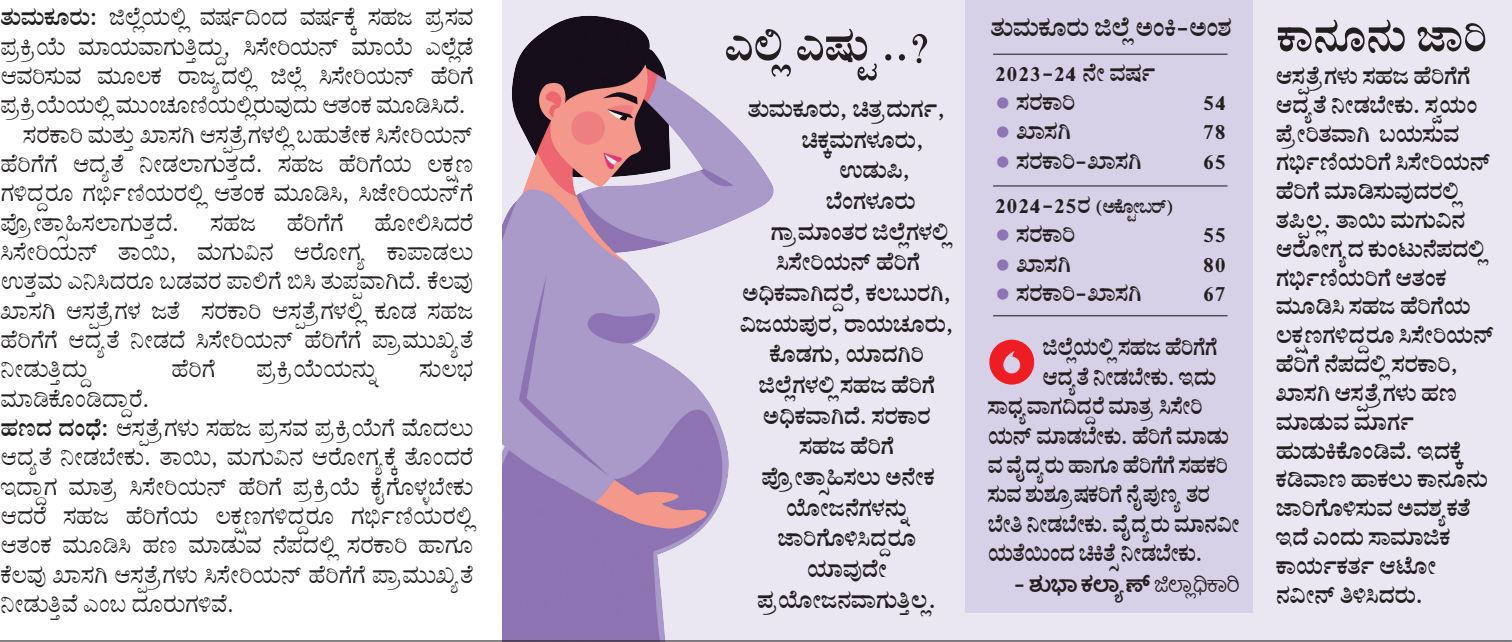 ತುಮಕೂರು: ಜಿಲ್ಲೆಯಲ್ಲಿ ವರ್ಷದಿಂದ ವರ್ಷಕ್ಕೆ ಸಹಜ ಪ್ರಸವ
ಪ್ರಕ್ರಿಯೆ ಮಾಯವಾಗುತ್ತಿದ್ದು, ಸಿಸೇರಿಯನ್ ಮಾಯೆ ಎಲ್ಲೆಡೆ
ಆವರಿಸುವ ಮೂಲಕ ರಾಜ್ಯದಲ್ಲಿ ಜಿಲ್ಲೆ ಸಿಸೇರಿಯನ್ ಹೆರಿಗೆ
ಪ್ರಕ್ರಿಯೆಯಲ್ಲಿ ಮುಂಚೂಣಿಯಲ್ಲಿರುವುದು ಆತಂಕ ಮೂಡಿಸಿದೆ.
ಸರಕಾರಿ ಮತ್ತು ಖಾಸಗಿ ಆಸ್ಪತ್ರೆಗಳಲ್ಲಿ ಬಹುತೇಕ ಸಿಸೇರಿಯನ್
ಹೆರಿಗೆಗೆ ಆದ್ಯತೆ ನೀಡಲಾಗುತ್ತದೆ. ಸಹಜ ಹೆರಿಗೆಯ ಲಕ್ಷಣ
ಗಳಿದ್ದರೂ ಗರ್ಭಿಣಿಯರಲ್ಲಿ ಆತಂಕ ಮೂಡಿಸಿ, ಸಿಜೇರಿಯನ್‌ಗೆ
ಪ್ರೋತ್ಸಾಹಿಸಲಾಗುತ್ತದೆ. ಸಹಜ ಹೆರಿಗೆಗೆ ಹೋಲಿಸಿದರೆ
ಸಿಸೇರಿಯನ್ ತಾಯಿ, ಮಗುವಿನ ಆರೋಗ್ಯ ಕಾಪಾಡಲು
ಉತ್ತಮ ಎನಿಸಿದರೂ ಬಡವರ ಪಾಲಿಗೆ ಬಿಸಿ ತುಪ್ಪವಾಗಿದೆ. ಕೆಲವು
ಖಾಸಗಿ ಆಸ್ಪತ್ರೆಗಳ ಜತೆ ಸರಕಾರಿ ಆಸ್ಪತ್ರೆಗಳಲ್ಲಿ ಕೂಡ ಸಹಜ
ಹೆರಿಗೆಗೆ ಆದ್ಯತೆ ನೀಡದೆ ಸಿಸೇರಿಯನ್ ಹೆರಿಗೆಗೆ ಪ್ರಾಮುಖ್ಯತೆ
ನೀಡುತ್ತಿದ್ದು ಹೆರಿಗೆ ಪ್ರಕ್ರಿಯೆಯನ್ನು ಸುಲಭ
ಮಾಡಿಕೊಂಡಿದ್ದಾರೆ.
ಹಣದ ದಂಧೆ: ಆಸ್ಪತ್ರೆಗಳು ಸಹಜ ಪ್ರಸವ ಪ್ರಕ್ರಿಯೆಗೆ ಮೊದಲು
ಆದ್ಯತೆ ನೀಡಬೇಕು. ತಾಯಿ, ಮಗುವಿನ ಆರೋಗ್ಯಕ್ಕೆ ತೊಂದರೆ
ಇದ್ದಾಗ ಮಾತ್ರ ಸಿಸೇರಿಯನ್ ಹೆರಿಗೆ ಪ್ರಕ್ರಿಯೆ ಕೈಗೊಳ್ಳಬೇಕು
ಆದರೆ ಸಹಜ ಹೆರಿಗೆಯ ಲಕ್ಷಣಗಳಿದ್ದರೂ ಗರ್ಭಿಣಿಯರಲ್ಲಿ
ಆತಂಕ ಮೂಡಿಸಿ ಹಣ ಮಾಡುವ ನೆಪದಲ್ಲಿ ಸರಕಾರಿ ಹಾಗೂ
ಕೆಲವು ಖಾಸಗಿ ಆಸ್ಪತ್ರೆಗಳು ಸಿಸೇರಿಯನ್ ಹೆರಿಗೆಗೆ ಪ್ರಾಮುಖ್ಯತೆ
ನೀಡುತ್ತಿವೆ ಎಂಬ ದೂರುಗಳಿವೆ.
ಎಲ್ಲಿ ಎಷ್ಟು ..?
ತುಮಕೂರು, ಚಿತ್ರದುರ್ಗ,
ಚಿಕ್ಕಮಗಳೂರು,
ಉಡುಪಿ,
ಬೆಂಗಳೂರು
ಗ್ರಾಮಾಂತರ ಜಿಲ್ಲೆಗಳಲ್ಲಿ
ಸಿಸೇರಿಯನ್ ಹೆರಿಗೆ
ಅಧಿಕವಾಗಿದ್ದರೆ, ಕಲಬುರಗಿ,
ವಿಜಯಪುರ, ರಾಯಚೂರು,
ಕೊಡಗು, ಯಾದಗಿರಿ
ಜಿಲ್ಲೆಗಳಲ್ಲಿ ಸಹಜ ಹೆರಿಗೆ
ಅಧಿಕವಾಗಿದೆ. ಸರಕಾರ
ಸಹಜ ಹೆರಿಗೆ
ಪ್ರೋತ್ಸಾಹಿಸಲು ಅನೇಕ
ಯೋಜನೆಗಳನ್ನು
ಜಾರಿಗೊಳಿಸಿದ್ದರೂ
ಯಾವುದೇ
ಪ್ರಯೋಜನವಾಗುತ್ತಿಲ್ಲ.
ತುಮಕೂರು ಜಿಲ್ಲೆ ಅಂಕಿ-ಅಂಶ
2023-24 ನೇ ವರ್ಷ
● ಸರಕಾರಿ 54
● ಖಾಸಗಿ 78
● ಸರಕಾರಿ-ಖಾಸಗಿ 65
2024-25ರ (ಅಕ್ಟೋಬರ್)
● ಸರಕಾರಿ 55
● ಖಾಸಗಿ 80
● ಸರಕಾರಿ-ಖಾಸಗಿ 67
ಜಿಲ್ಲೆಯಲ್ಲಿ ಸಹಜ ಹೆರಿಗೆಗೆ
ಆದ್ಯತೆ ನೀಡಬೇಕು. ಇದು
ಸಾಧ್ಯವಾಗದಿದ್ದರೆ ಮಾತ್ರ ಸಿಸೇರಿ
ಯನ್ ಮಾಡಬೇಕು. ಹೆರಿಗೆ ಮಾಡು
ವ ವೈದ್ಯರು ಹಾಗೂ ಹೆರಿಗೆಗೆ ಸಹಕರಿ
ಸುವ ಶುಶ್ರೂಷಕರಿಗೆ ನೈಪುಣ್ಯ ತರ
ಬೇತಿ ನೀಡಬೇಕು. ವೈದ್ಯರು ಮಾನವೀ
ಯತೆಯಿಂದ ಚಿಕಿತ್ಸೆ ನೀಡಬೇಕು.
- ಶುಭಾ ಕಲ್ಯಾಣ್ ಜಿಲ್ಲಾಧಿಕಾರಿ
ಕಾನೂನು ಜಾರಿ
ಆಸ್ಪತ್ರೆಗಳು ಸಹಜ ಹೆರಿಗೆಗೆ
ಆದ್ಯತೆ ನೀಡಬೇಕು. ಸ್ವಯಂ
ಪ್ರೇರಿತವಾಗಿ ಬಯಸುವ
ಗರ್ಭಿಣಿಯರಿಗೆ ಸಿಸೇರಿಯನ್
ಹೆರಿಗೆ ಮಾಡಿಸುವುದರಲ್ಲಿ
ತಪ್ಪಿಲ್ಲ. ತಾಯಿ ಮಗುವಿನ
ಆರೋಗ್ಯದ ಕುಂಟುನೆಪದಲ್ಲಿ
ಗರ್ಭಿಣಿಯರಿಗೆ ಆತಂಕ
ಮೂಡಿಸಿ ಸಹಜ ಹೆರಿಗೆಯ
ಲಕ್ಷಣಗಳಿದ್ದರೂ ಸಿಸೇರಿಯನ್
ಹೆರಿಗೆ ನೆಪದಲ್ಲಿ ಸರಕಾರಿ,
ಖಾಸಗಿ ಆಸ್ಪತ್ರೆಗಳು ಹಣ
ಮಾಡುವ ಮಾರ್ಗ
ಹುಡುಕಿಕೊಂಡಿವೆ. ಇದಕ್ಕೆ
ಕಡಿವಾಣ ಹಾಕಲು ಕಾನೂನು
ಜಾರಿಗೊಳಿಸುವ ಅವಶ್ಯಕತೆ
ಇದೆ ಎಂದು ಸಾಮಾಜಿಕ
ಕಾರ್ಯಕರ್ತ ಆಟೋ
ನವೀನ್ ತಿಳಿಸಿದರು.